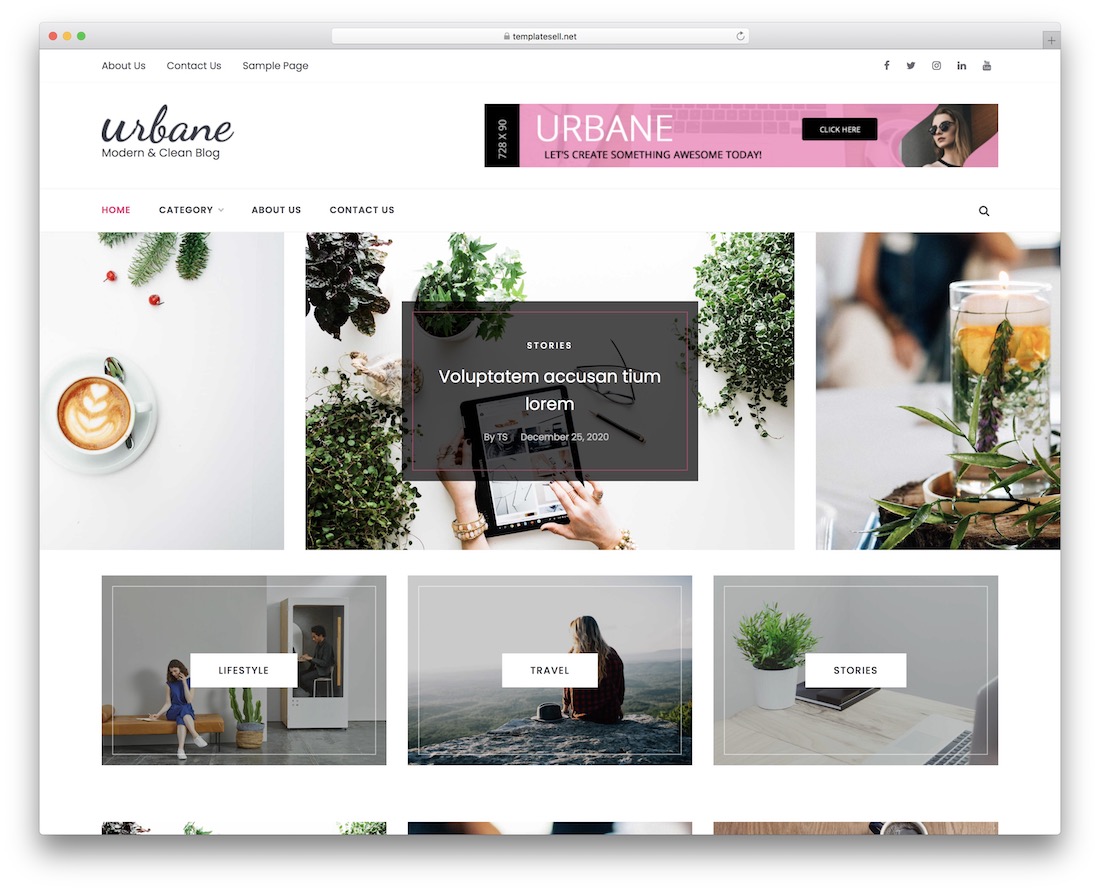 templatesell.net
About Us Contact Us Sample Page
urbane
Modern & Clean Blog
728 X 90
URBANE
LET'S CREATE SOMETHING AWESOME TODAY!
CLICK HERE
HOME CATEGORY ABOUT US CONTACT US
STORIES
Voluptatem accusan tium
lorem
By TS December 25, 2020
LIFESTYLE
TRAVEL
STORIES